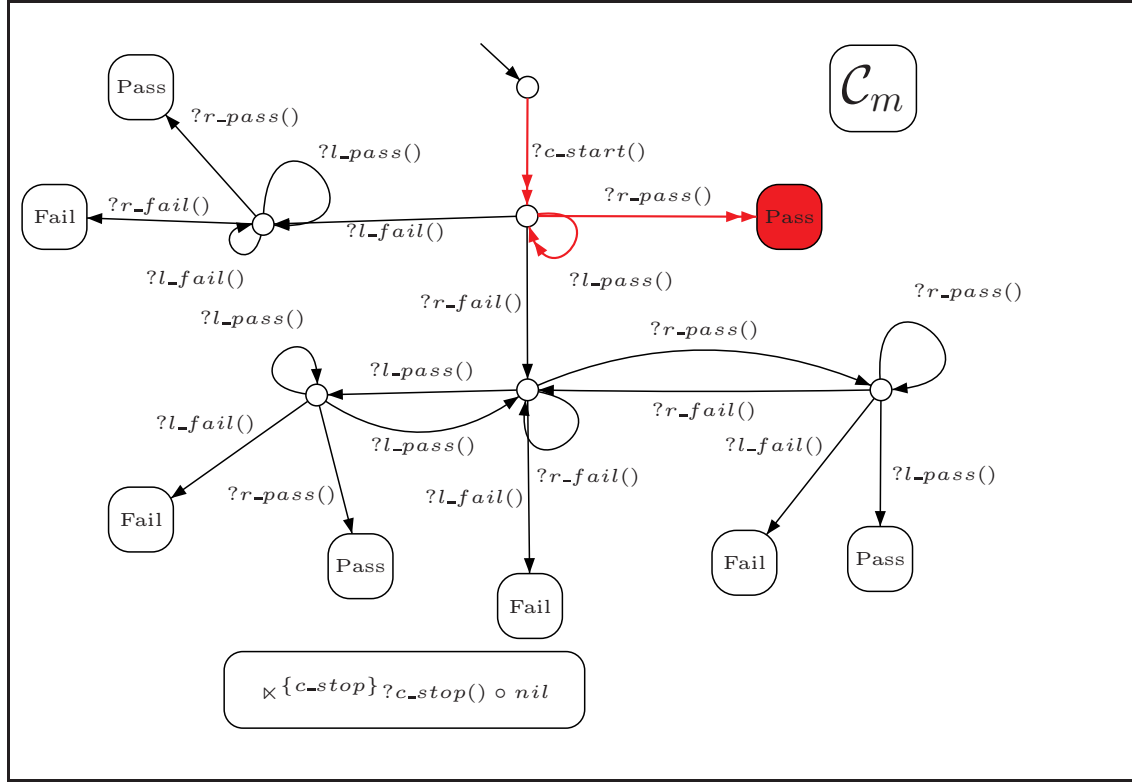 Pass
𝒞m
?r_pass()
?l_pass()
?c_start()
?r_pass()
Fail
?r_fail()
?l_fail()
Pass
?l_fail()
?l_pass()
?r_pass()
?r_fail()
?l_pass()
?r_pass()
?l_pass()
?r_fail()
?l_fail()
?l_pass()
?l_fail()
?r_pass()
?l_fail()
?r_fail()
?l_pass()
Fail
Pass
Fail
Fail
Pass
⋉{c_stop}?c_stop() ∘ nil